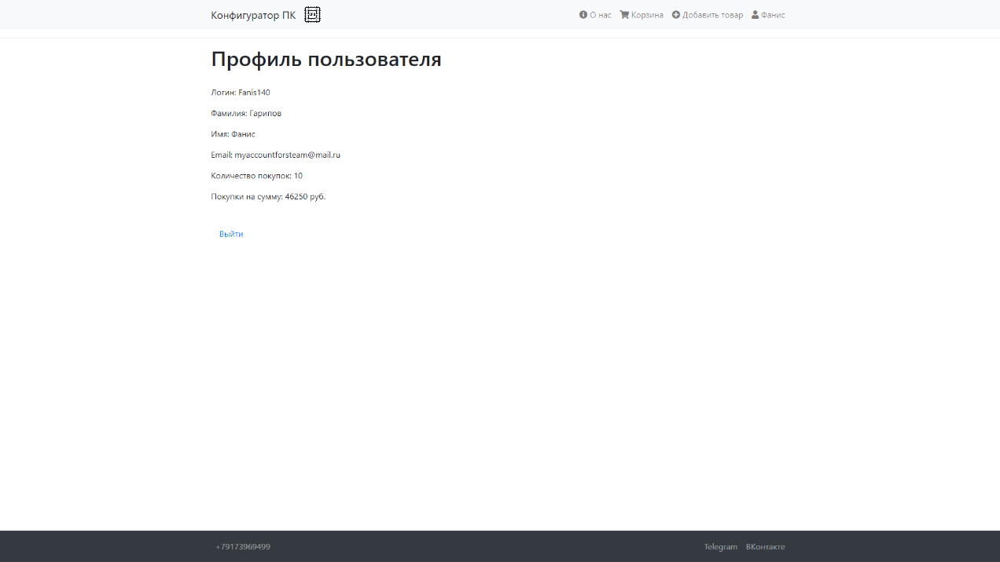 Конфигуратор ПК О нас Корзина Добавить товар Фанис
Профиль пользователя
Логин: Fanis140
Фамилия: Гарипов
Имя: Фанис
Email: myaccountforsteam@mail.ru
Количество покупок: 10
Покупки на сумму: 46250 руб.
Выйти
+79173969499 Telegram ВКонтакте